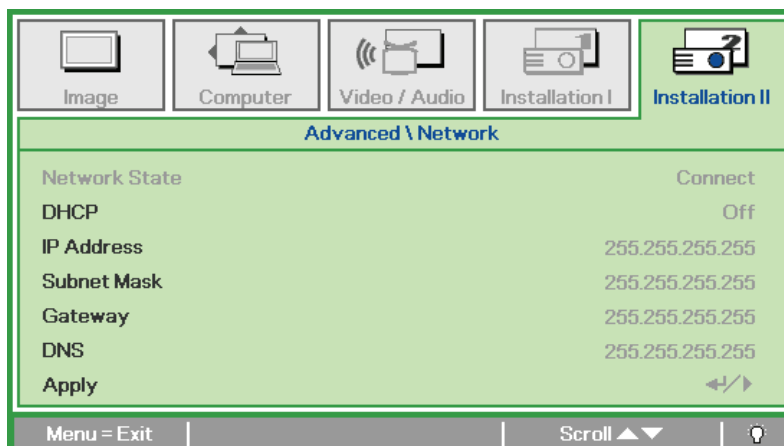 Image Computer Video / Audio Installation I Installation II
Advanced \ Network
Network State Connect
DHCP Off
IP Address 255.255.255.255
Subnet Mask 255.255.255.255
Gateway 255.255.255.255
DNS 255.255.255.255
Apply
Menu = Exit Scroll